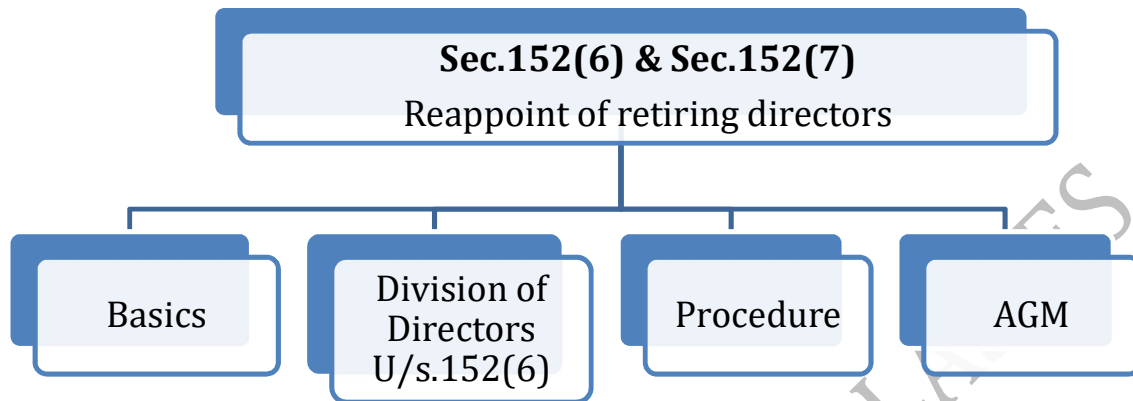 Sec.152(6) & Sec.152(7)
Reappoint of retiring directors
Basics
Division of
Directors
U/s.152(6)
Procedure
AGM